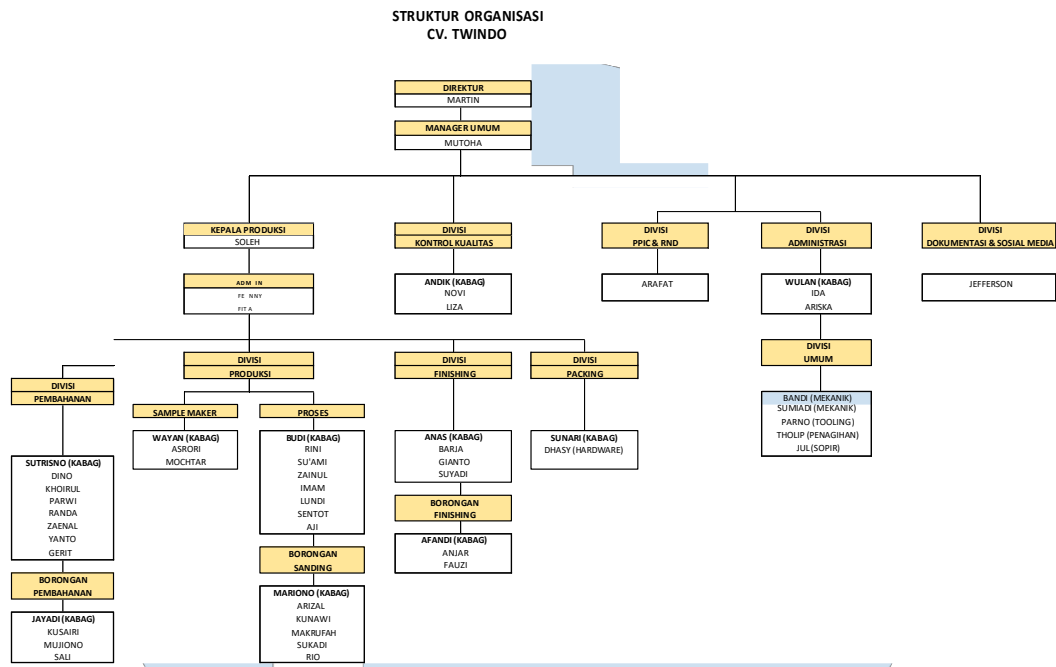 STRUKTUR ORGANISASI
CV. TWINDO
DIREKTUR
MARTIN
MANAGER UMUM
MUTOHA
KEPALA PRODUKSI
SOLEH
ADM IN
FE NNY
FIT A
DIVISI
KONTROL KUALITAS
ANDIK (KABAG)
NOVI
LIZA
DIVISI
PPIC & RND
ARAFAT
DIVISI
ADMINISTRASI
WULAN (KABAG)
IDA
ARISKA
DIVISI
UMUM
BANDI (MEKANIK)
SUMIADI (MEKANIK)
PARNO (TOOLING)
THOLIP (PENAGIHAN)
JUL (SOPIR)
DIVISI
DOKUMENTASI & SOSIAL MEDIA
JEFFERSON
DIVISI
PEMBAHANAN
SUTRISNO (KABAG)
DINO
KHOIRUL
PARWI
RANDA
ZAENAL
YANTO
GERIT
BORONGAN
PEMBAHANAN
JAYADI (KABAG)
KUSAIRI
MUJIONO
SALI
DIVISI
PRODUKSI
SAMPLE MAKER
WAYAN (KABAG)
ASRORI
MOCHTAR
PROSES
BUDI (KABAG)
RINI
SU'AMI
ZAINUL
IMAM
LUNDI
SENTOT
AJI
BORONGAN
SANDING
MARIONO (KABAG)
ARIZAL
KUNAWI
MAKRUFAH
SUKADI
RIO
DIVISI
FINISHING
ANAS (KABAG)
BARJA
GIANTO
SUYADI
BORONGAN
FINISHING
AFANDI (KABAG)
ANJAR
FAUZI
DIVISI
PACKING
SUNARI (KABAG)
DHASY (HARDWARE)